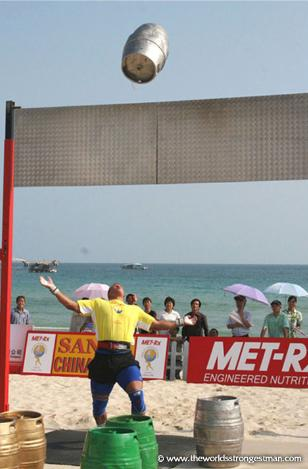 MET-Rx
SAN
CHINA
MET-Rx
MET-Rx
ENGINEERED NUTRIT
© www.theworldsstrongestman.com